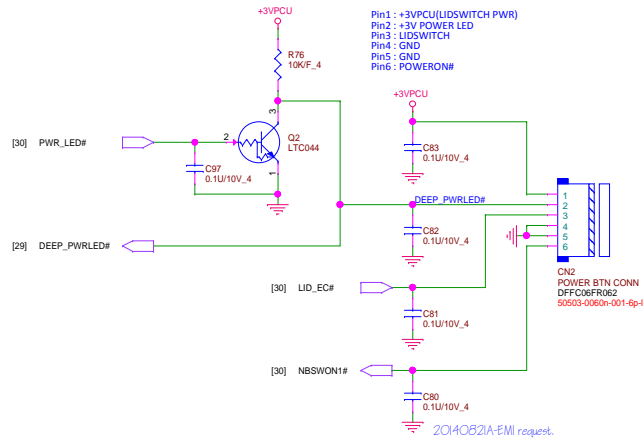 +3VPCU
Pin1 : +3VPCU(LIDSWITCH PWR)
Pin2 : +3V POWER LED
Pin3 : LIDSWITCH
Pin4 : GND
Pin5 : GND
Pin6 : POWERON#
R76
10K/F_4
+3VPCU
3
[30] PWR_LED#
2
Q2
LTC044
1
C97
0.1U/10V_4
C83
0.1U/10V_4
DEEP_PWRLED#
1
2
3
4
5
6
C82
0.1U/10V_4
[29] DEEP_PWRLED#
CN2
POWER BTN CONN
DFFC06FR062
50503-0060n-001-6p-l
[30] LID_EC#
C81
0.1U/10V_4
[30] NBSWON1#
C80
0.1U/10V_4
20140821A-EMI request.